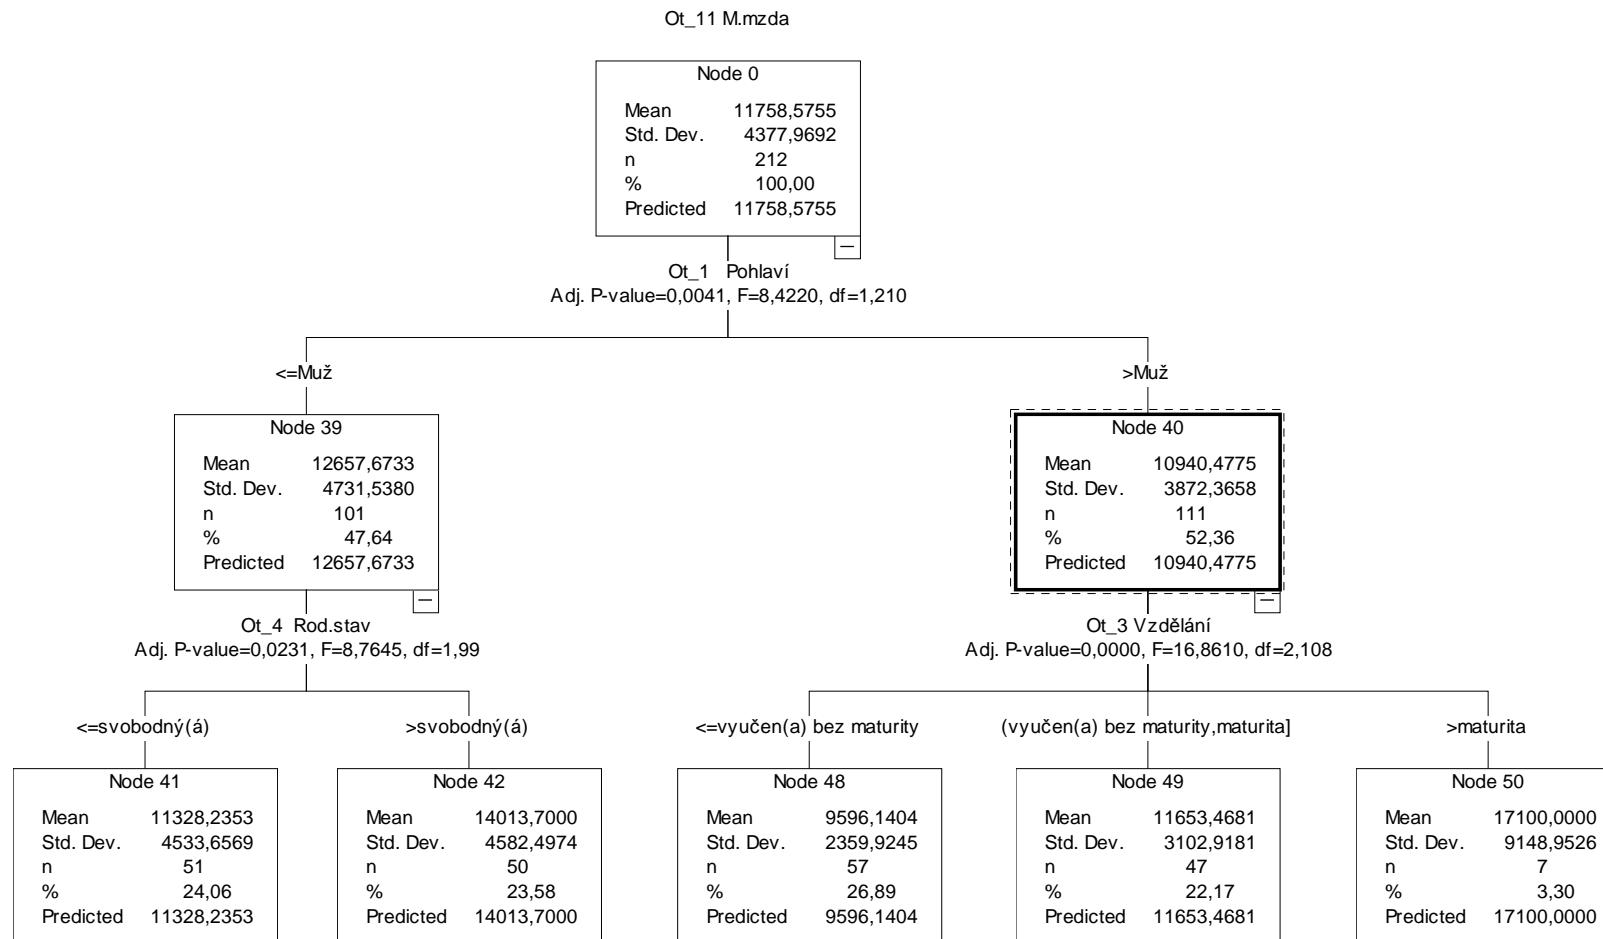 Ot_11 M.mzda
Node 0
Mean 11758,5755
Std. Dev. 4377,9692
n 212
% 100,00
Predicted 11758,5755
Ot_1 Pohlaví
Adj. P-value=0,0041, F=8,4220, df=1,210
<=Muž
>Muž
Node 39
Mean 12657,6733
Std. Dev. 4731,5380
n 101
% 47,64
Predicted 12657,6733
Node 40
Mean 10940,4775
Std. Dev. 3872,3658
n 111
% 52,36
Predicted 10940,4775
Ot_4 Rod.stav
Adj. P-value=0,0231, F=8,7645, df=1,99
Ot_3 Vzdělání
Adj. P-value=0,0000, F=16,8610, df=2,108
<=svobodný(á)
>svobodný(á)
<=vyučen(a) bez maturity
(vyučen(a) bez maturity,maturita]
>maturita
Node 41
Mean 11328,2353
Std. Dev. 4533,6569
n 51
% 24,06
Predicted 11328,2353
Node 42
Mean 14013,7000
Std. Dev. 4582,4974
n 50
% 23,58
Predicted 14013,7000
Node 48
Mean 9596,1404
Std. Dev. 2359,9245
n 57
% 26,89
Predicted 9596,1404
Node 49
Mean 11653,4681
Std. Dev. 3102,9181
n 47
% 22,17
Predicted 11653,4681
Node 50
Mean 17100,0000
Std. Dev. 9148,9526
n 7
% 3,30
Predicted 17100,0000